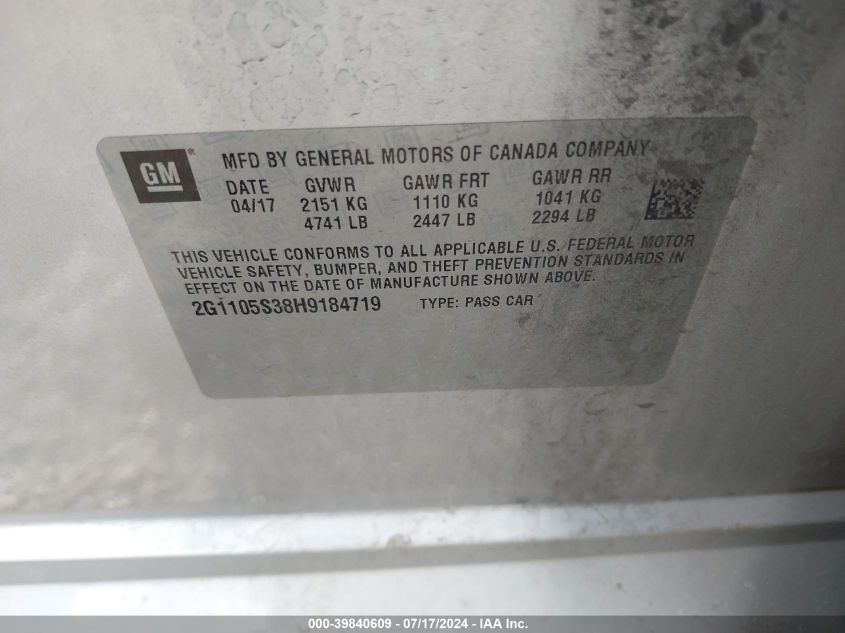 GM ® MFD BY GENERAL MOTORS OF CANADA COMPANY
DATE GVWR GAWR FRT GAWR RR
04/17 2151 KG 1110 KG 1041 KG
4741 LB 2447 LB 2294 LB
THIS VEHICLE CONFORMS TO ALL APPLICABLE U.S. FEDERAL MOTOR
VEHICLE SAFETY, BUMPER, AND THEFT PREVENTION STANDARDS IN
EFFECT ON THE DATE OF MANUFACTURE SHOWN ABOVE.
2G1105S38H9184719 TYPE: PASS CAR
000-39840609 - 07/17/2024 - IAA Inc.